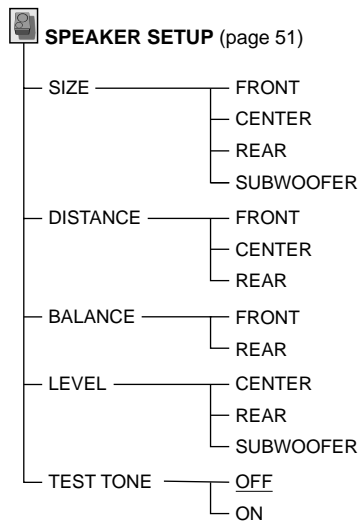 SPEAKER SETUP (page 51)
SIZE FRONT
CENTER
REAR
SUBWOOFER
DISTANCE FRONT
CENTER
REAR
BALANCE FRONT
REAR
LEVEL CENTER
REAR
SUBWOOFER
TEST TONE OFF
ON